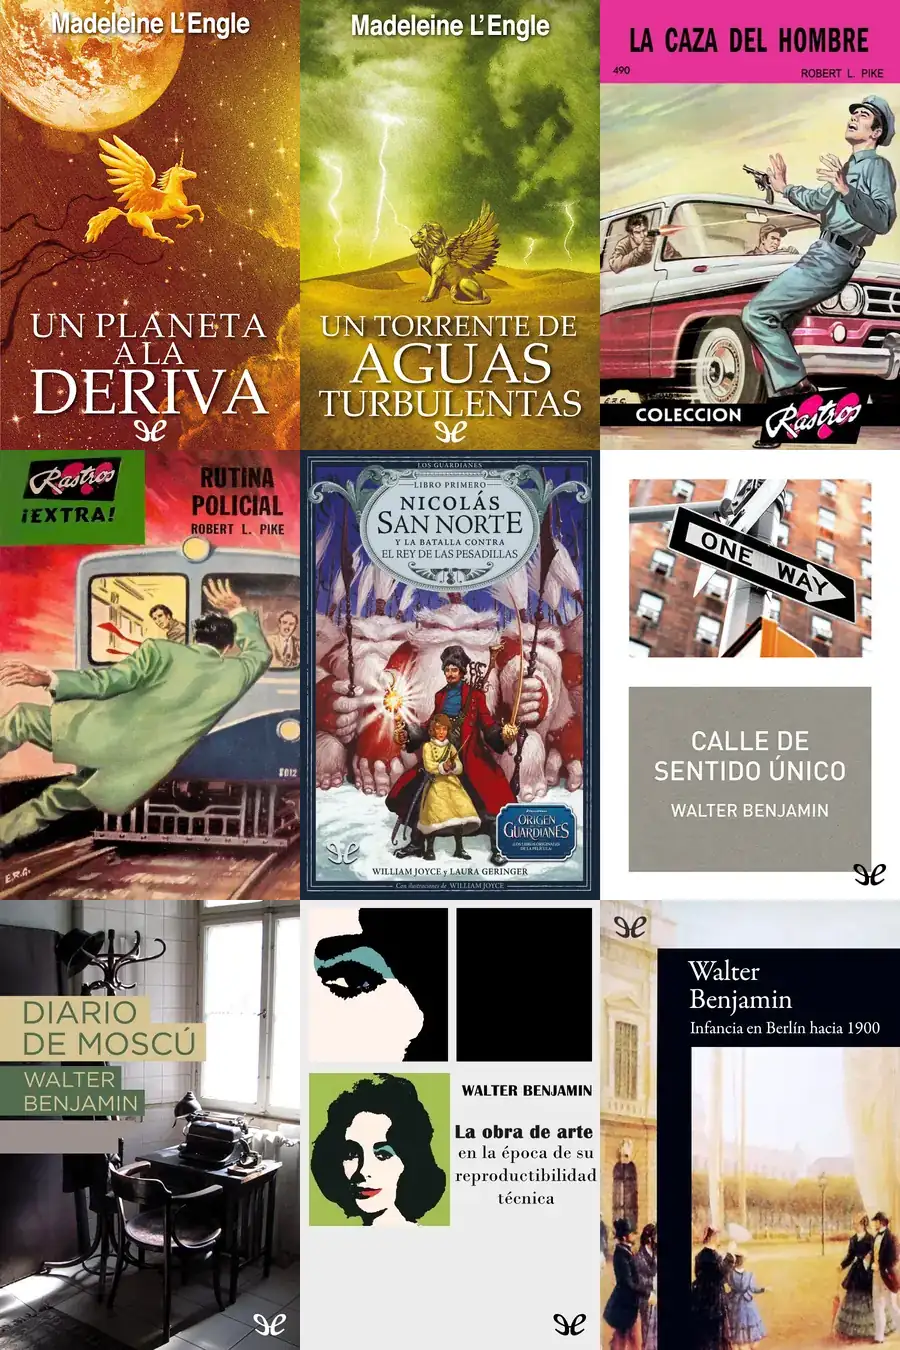 Madeleine L'Engle
UN PLANETA
A LA
DERIVA
Madeleine L'Engle
UN TORRENTE DE
AGUAS
TURBULENTAS
LA CAZA DEL HOMBRE
490
ROBERT L. PIKE
COLECCION
Rastros
Rastros
¡EXTRA!
RUTINA
POLICIAL
ROBERT L. PIKE
8012
E.R.G.
LOS GUARDIANES
LIBRO PRIMERO
NICOLÁS
SAN NORTE
Y LA BATALLA CONTRA
EL REY DE LAS PESADILLAS
ORIGEN
GUARDIANES
WILLIAM JOYCE y LAURA GERINGER
Con ilustraciones de WILLIAM JOYCE
ONE WAY
CALLE DE
SENTIDO ÚNICO
WALTER BENJAMIN
DIARIO
DE MOSCÚ
WALTER
BENJAMIN
WALTER BENJAMIN
La obra de arte
en la época de su
reproductibilidad
técnica
Walter
Benjamin
Infancia en Berlín hacia 1900